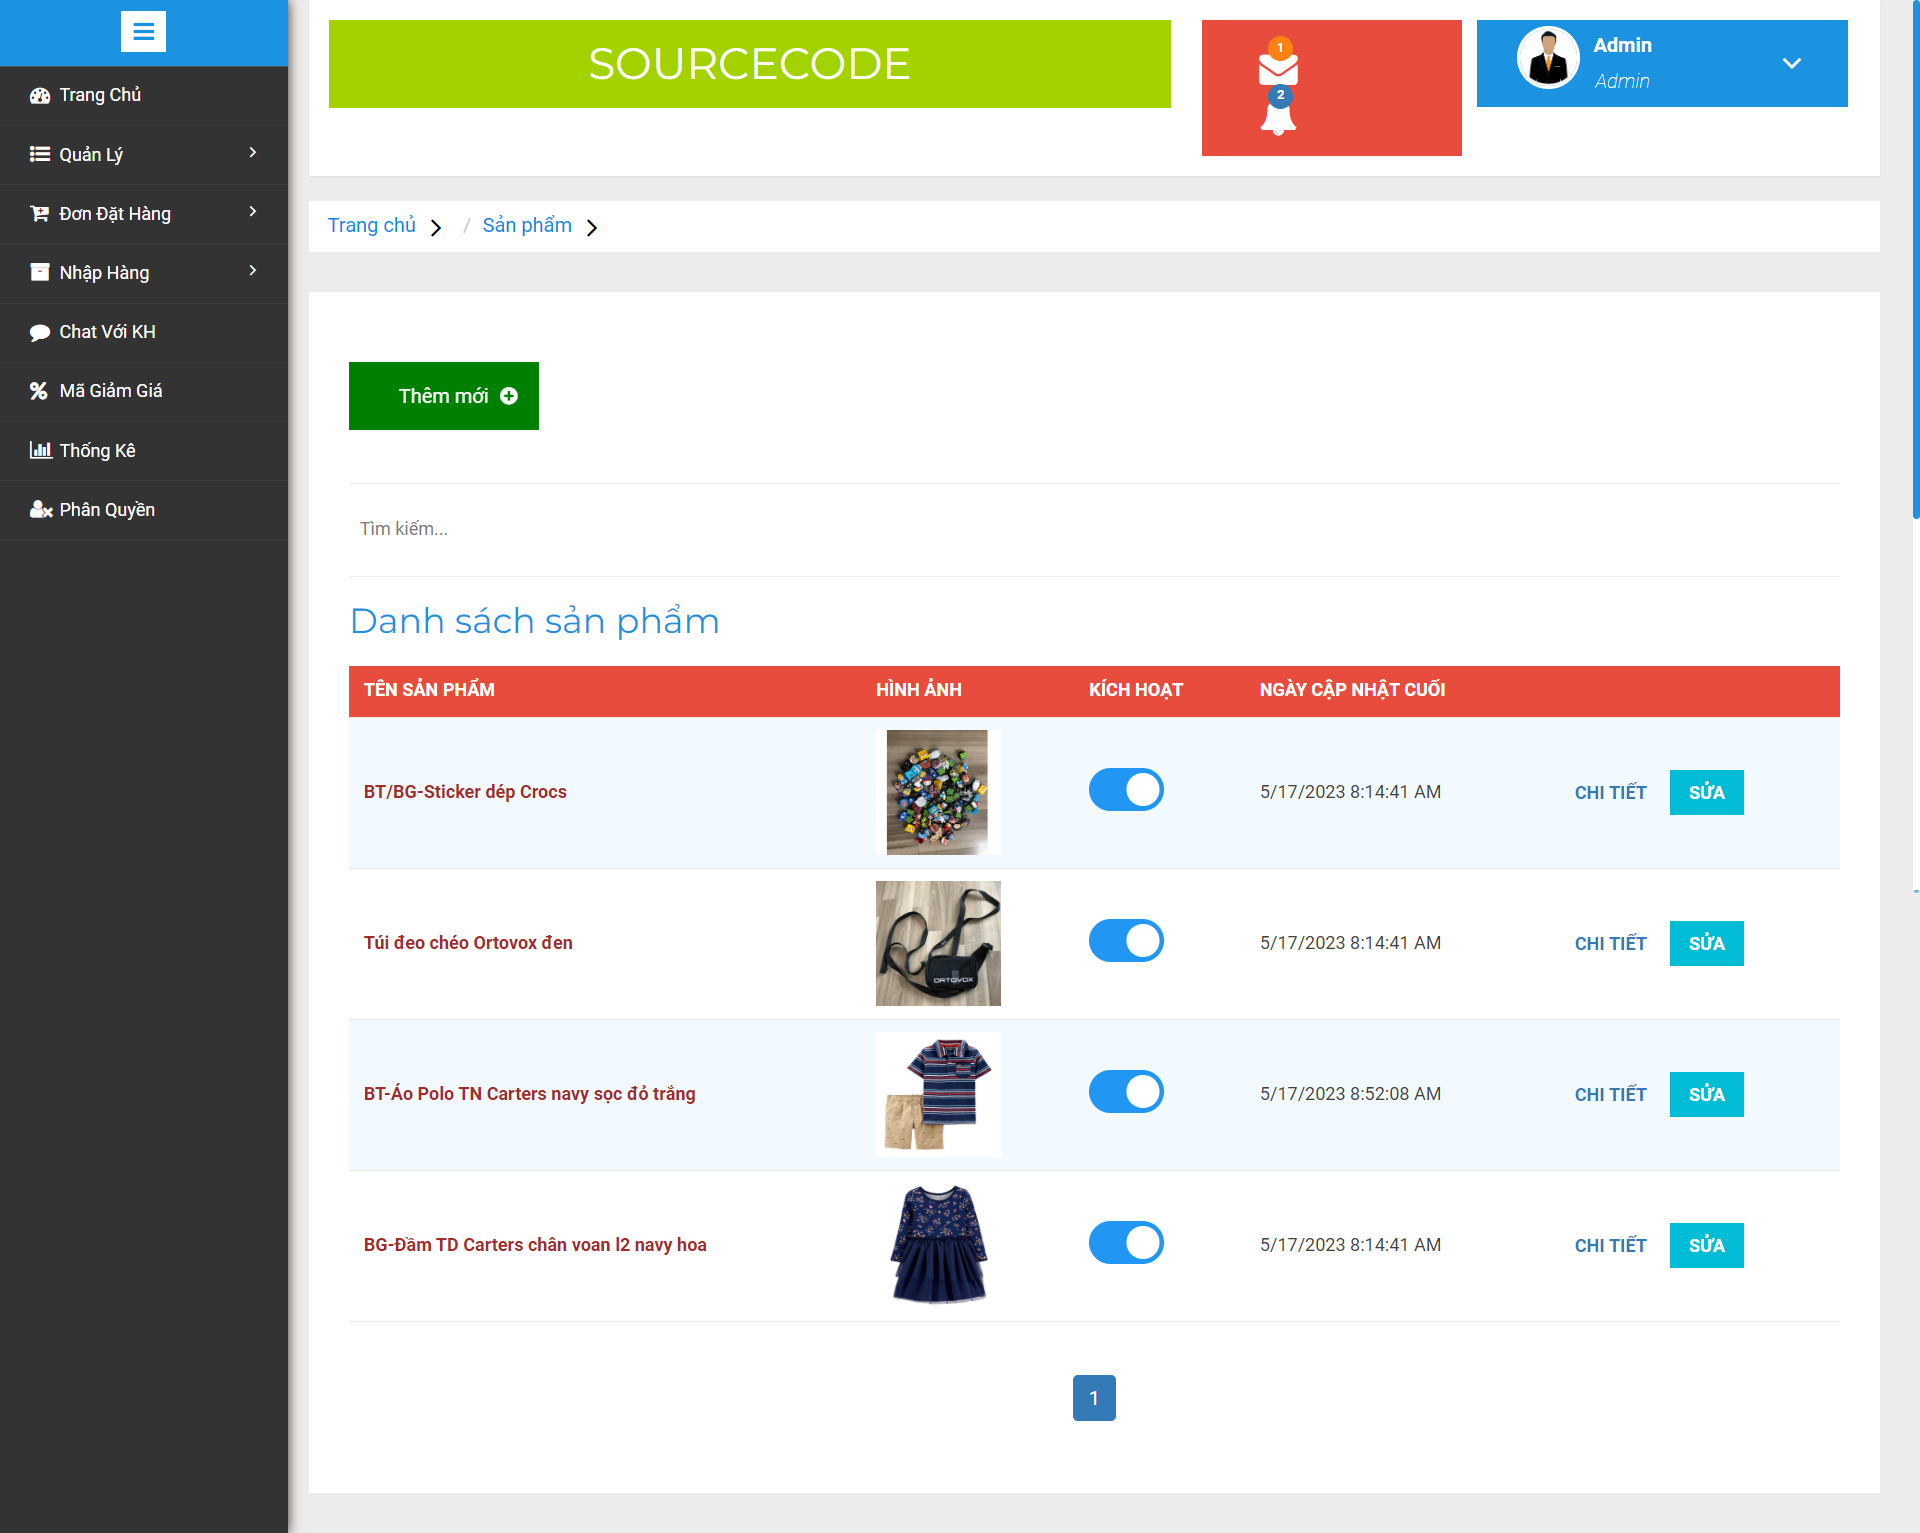 SOURCECODE
1
2
Admin
Admin
Trang Chủ
Quản Lý
Đơn Đặt Hàng
Nhập Hàng
Chat Với KH
Mã Giảm Giá
Thống Kê
Phân Quyền
Trang chủ / Sản phẩm
Thêm mới
Tìm kiếm...
Danh sách sản phẩm
TÊN SẢN PHẨM HÌNH ẢNH KÍCH HOẠT NGÀY CẬP NHẬT CUỐI
BT/BG-Sticker dép Crocs 5/17/2023 8:14:41 AM CHI TIẾT SỬA
Túi đeo chéo Ortovox đen 5/17/2023 8:14:41 AM CHI TIẾT SỬA
ORTOVOX
BT-Áo Polo TN Carters navy sọc đỏ trắng 5/17/2023 8:52:08 AM CHI TIẾT SỬA
BG-Đầm TD Carters chân voan l2 navy hoa 5/17/2023 8:14:41 AM CHI TIẾT SỬA
1